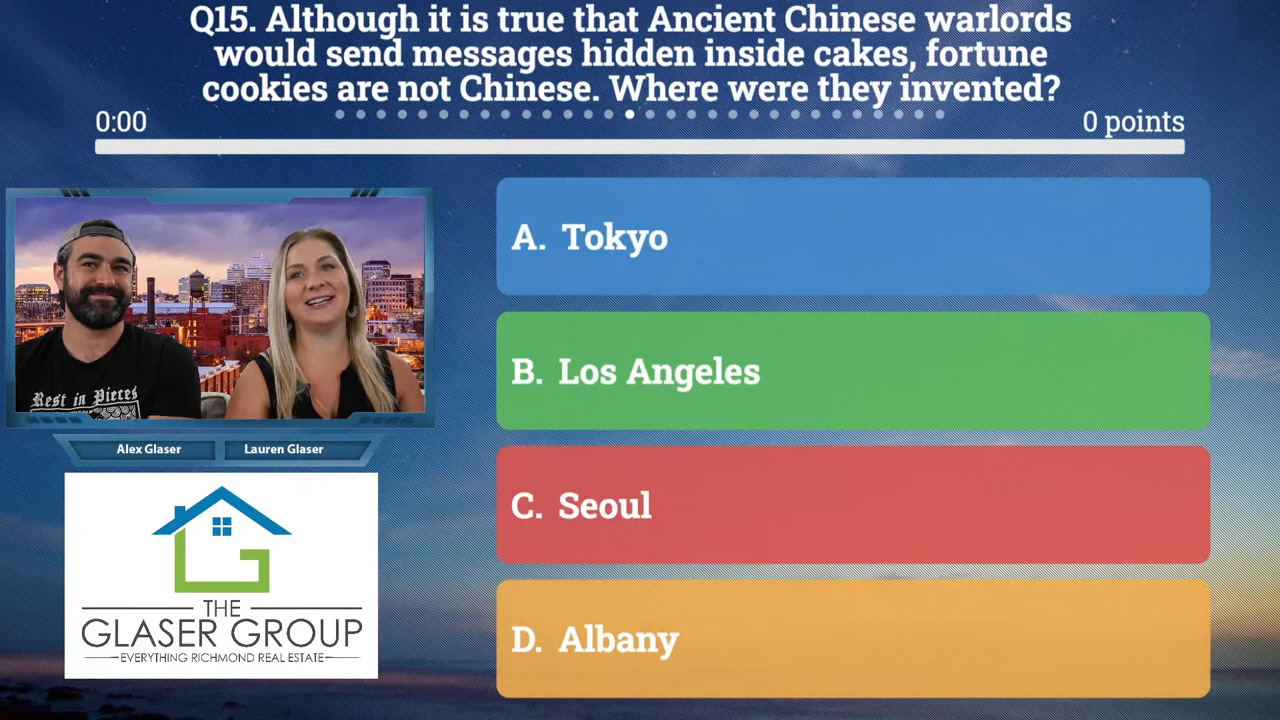 Q15. Although it is true that Ancient Chinese warlords
would send messages hidden inside cakes, fortune
cookies are not Chinese. Where were they invented?
0:00
0 points
A. Tokyo
B. Los Angeles
C. Seoul
D. Albany
Rest in Pieces
Alex Glaser
Lauren Glaser
THE
GLASER GROUP
EVERYTHING RICHMOND REAL ESTATE